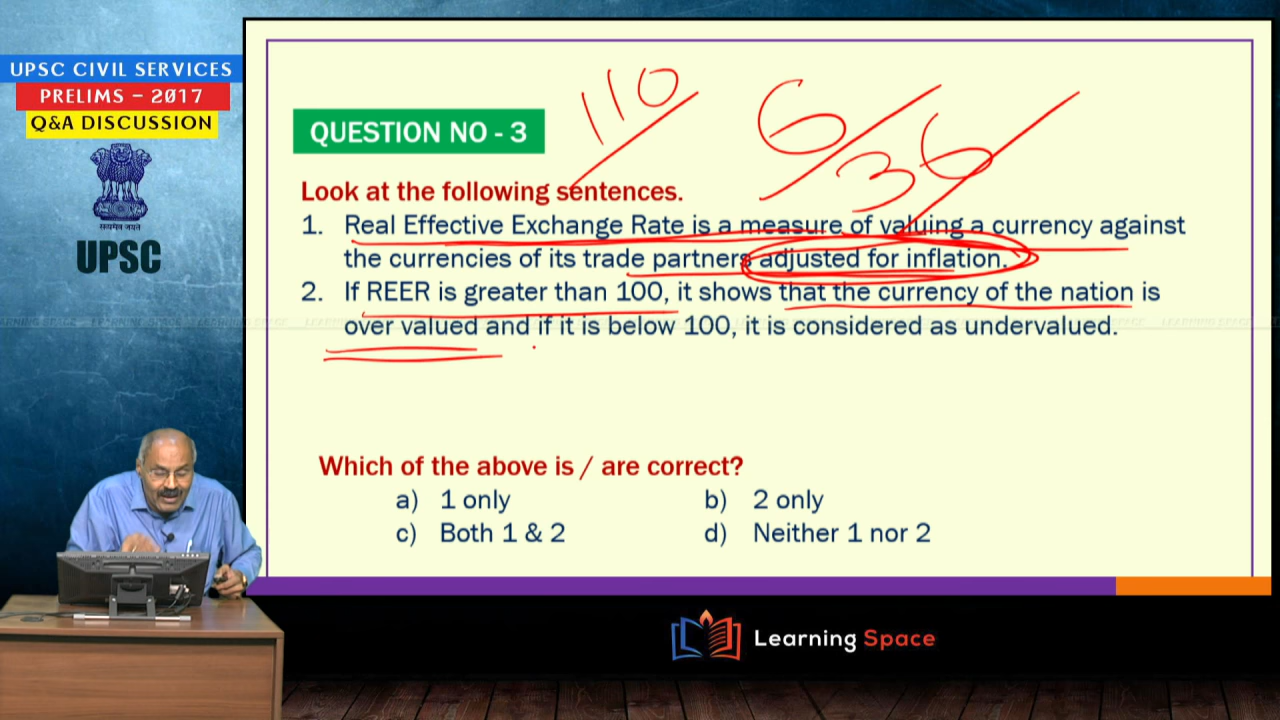 UPSC CIVIL SERVICES
PRELIMS – 2017
Q&A DISCUSSION
सत्यमेव जयते
UPSC
QUESTION NO - 3
110
6
36
Look at the following sentences.
1. Real Effective Exchange Rate is a measure of valuing a currency against
the currencies of its trade partners adjusted for inflation.
2. If REER is greater than 100, it shows that the currency of the nation is
over valued and if it is below 100, it is considered as undervalued.
Which of the above is / are correct?
a) 1 only b) 2 only
c) Both 1 & 2 d) Neither 1 nor 2
Learning Space